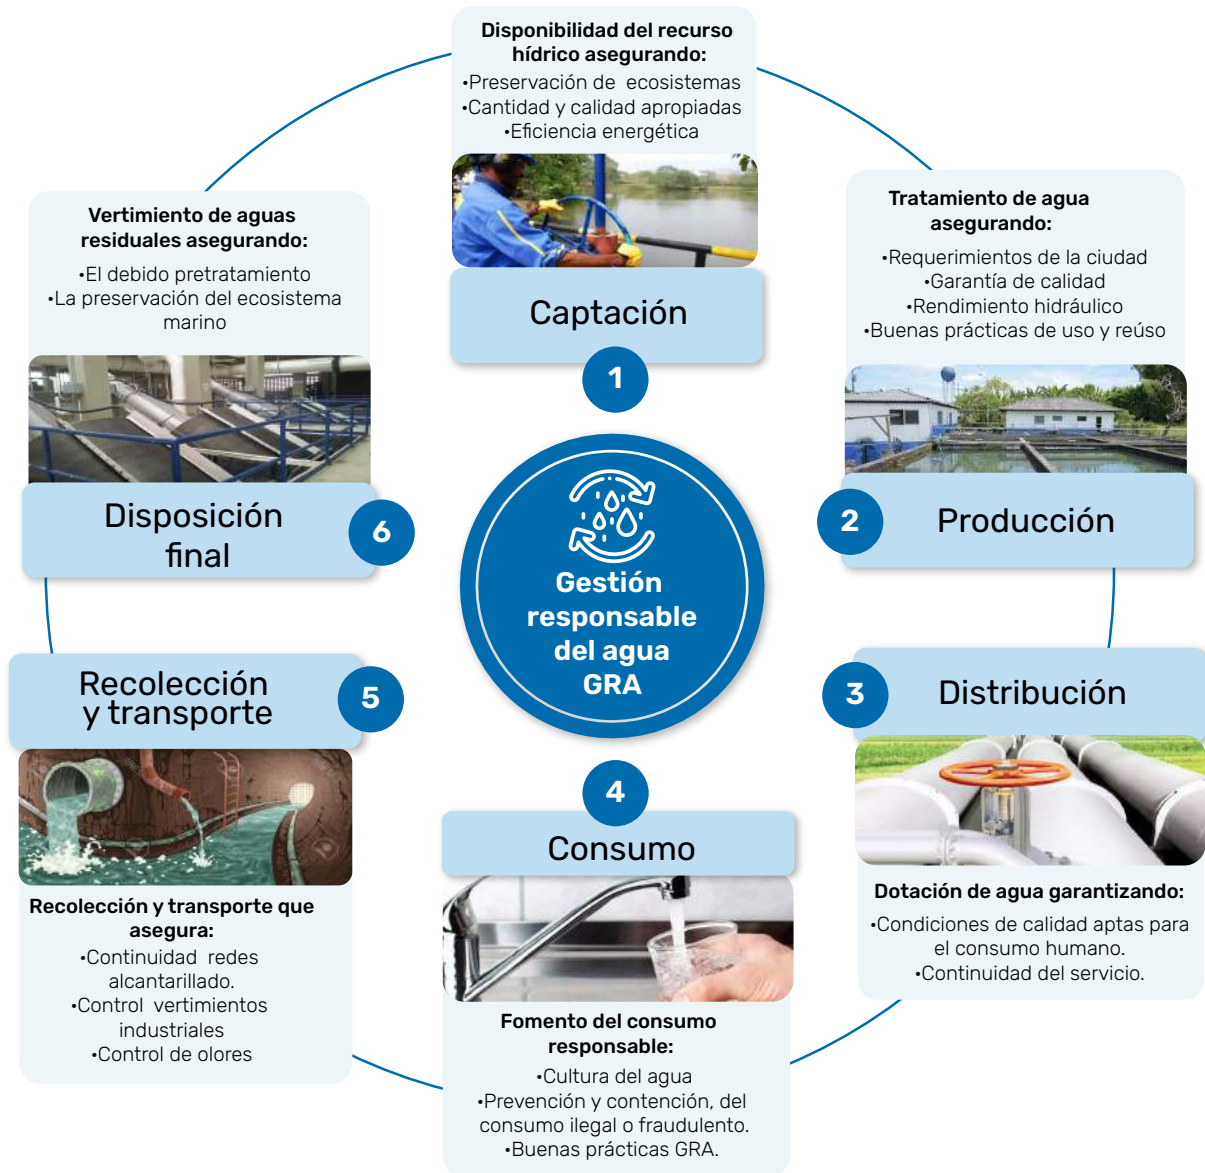 Disponibilidad del recurso
hídrico asegurando:
•Preservación de ecosistemas
•Cantidad y calidad apropiadas
•Eficiencia energética
Captación
1
Tratamiento de agua
asegurando:
•Requerimientos de la ciudad
•Garantía de calidad
•Rendimiento hidráulico
•Buenas prácticas de uso y reúso
2
Producción
3
Distribución
Dotación de agua garantizando:
•Condiciones de calidad aptas para
el consumo humano.
•Continuidad del servicio.
4
Consumo
Fomento del consumo
responsable:
•Cultura del agua
•Prevención y contención, del
consumo ilegal o fraudulento.
•Buenas prácticas GRA.
Recolección
y transporte
5
Recolección y transporte que
asegura:
•Continuidad redes
alcantarillado.
•Control vertimientos
industriales
•Control de olores
Vertimiento de aguas
residuales asegurando:
•El debido pretratamiento
•La preservación del ecosistema
marino
Disposición
final
6
Gestión
responsable
del agua
GRA